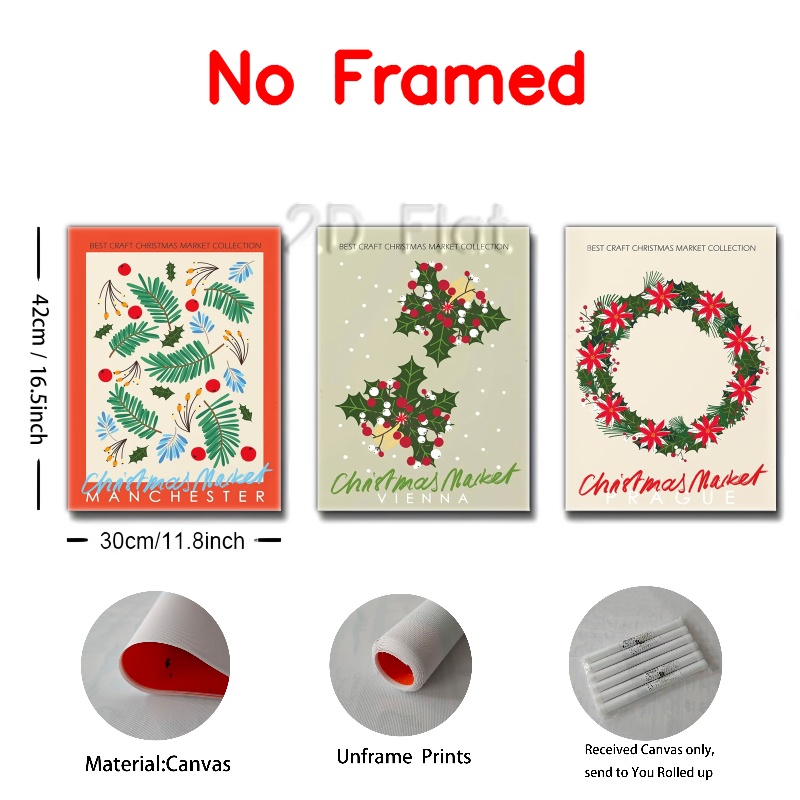 No Framed
2D Flat
BEST CRAFT CHRISTMAS MARKET COLLECTION
Christmas Market
MANCHESTER
BEST CRAFT CHRISTMAS MARKET COLLECTION
Christmas Market
VIENNA
BEST CRAFT CHRISTMAS MARKET COLLECTION
Christmas Market
PRAGUE
42cm / 16.5inch
30cm/11.8inch
Material:Canvas
Unframe Prints
Received Canvas only,
send to You Rolled up